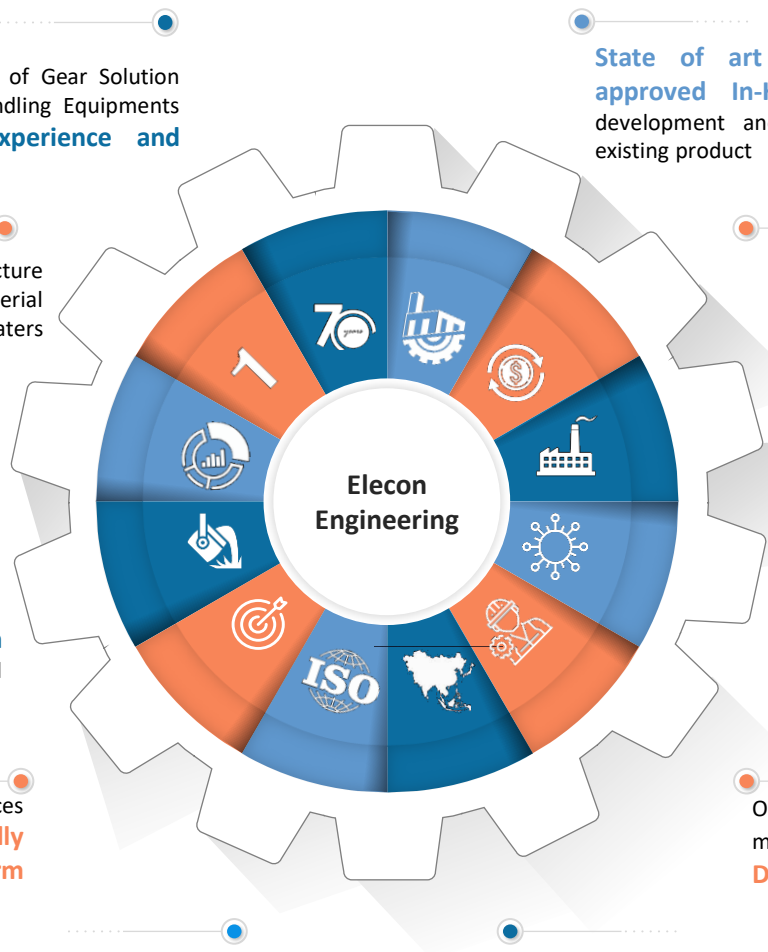 of Gear Solution
ndling Equipments
xperience and
State of art
approved In-
development an
existing product
cture
erial
aters
70
years
1
Elecon
Engineering
ISO
ces
lly
rm
O
m
D